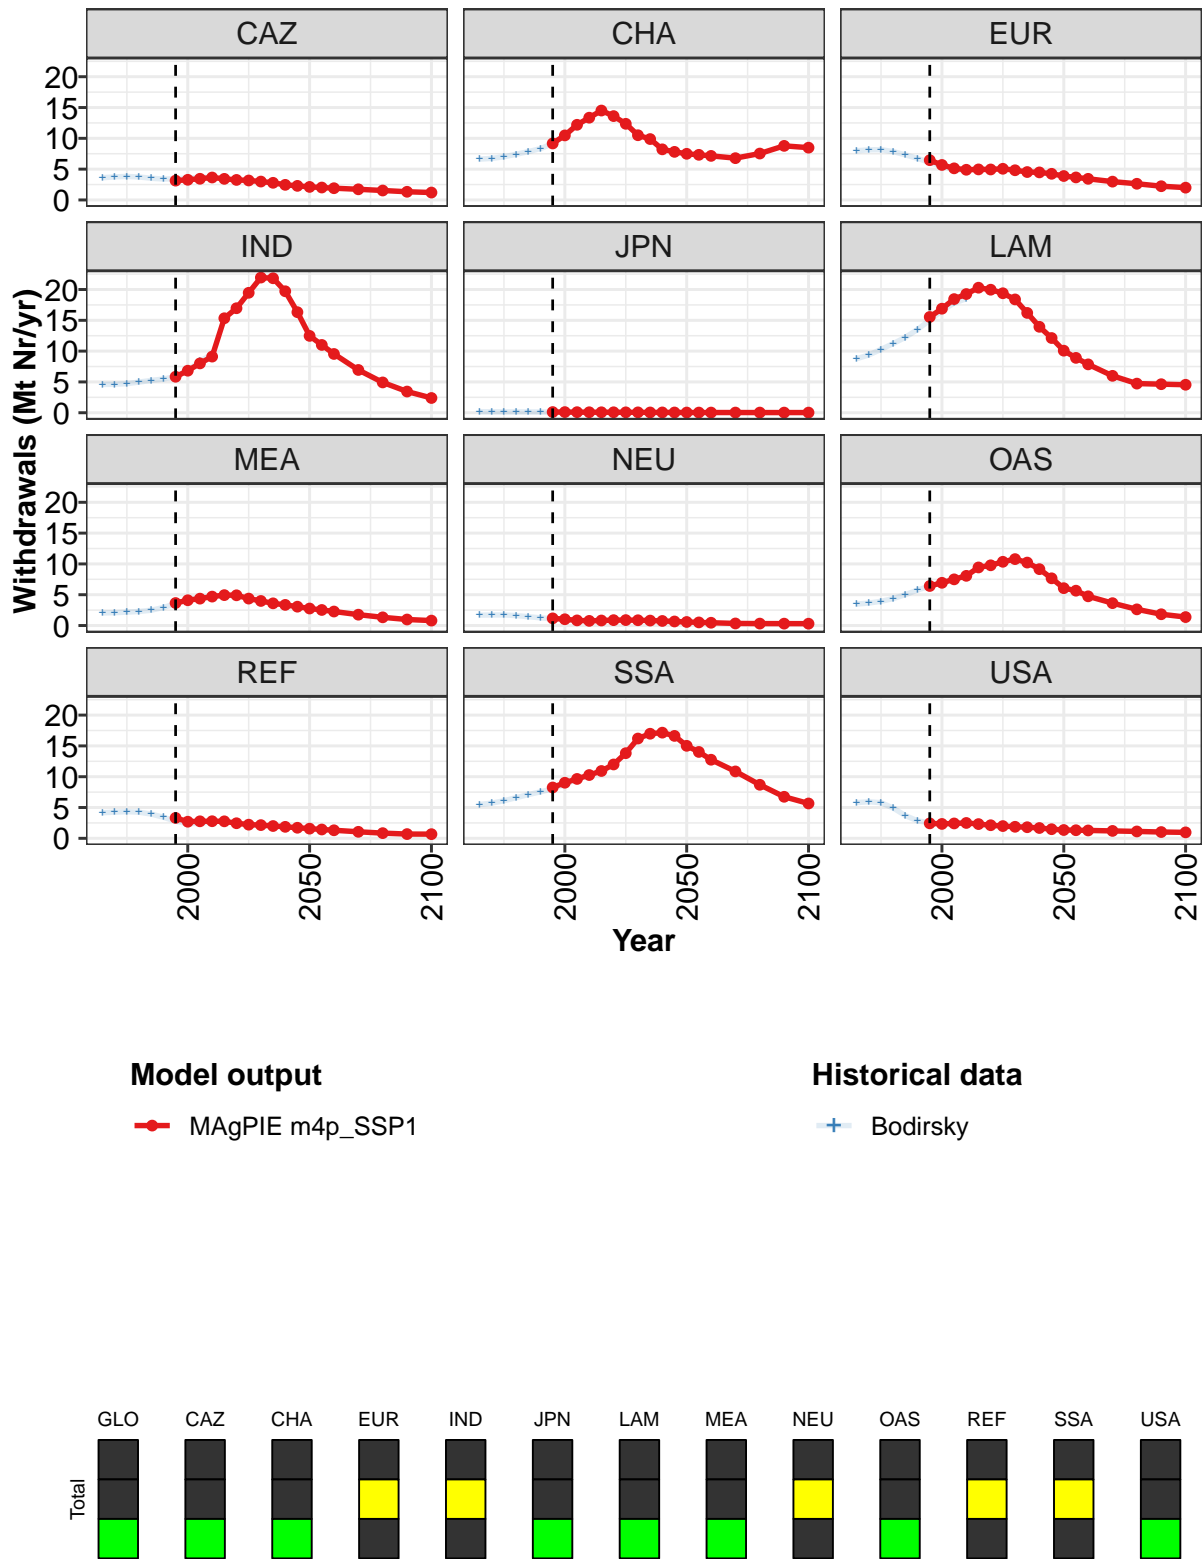 CAZ CHA EUR
20
15
10
5
0
IND JPN LAM
20
15
10
5
0
MEA NEU OAS
20
15
10
5
0
REF SSA USA
20
15
10
5
0
Withdrawals (Mt Nr/yr)
2000 2050 2100 2000 2050 2100 2000 2050 2100
Year
Model output Historical data
MAgPIE m4p_SSP1 Bodirsky
GLO CAZ CHA EUR IND JPN LAM MEA NEU OAS REF SSA USA
Total